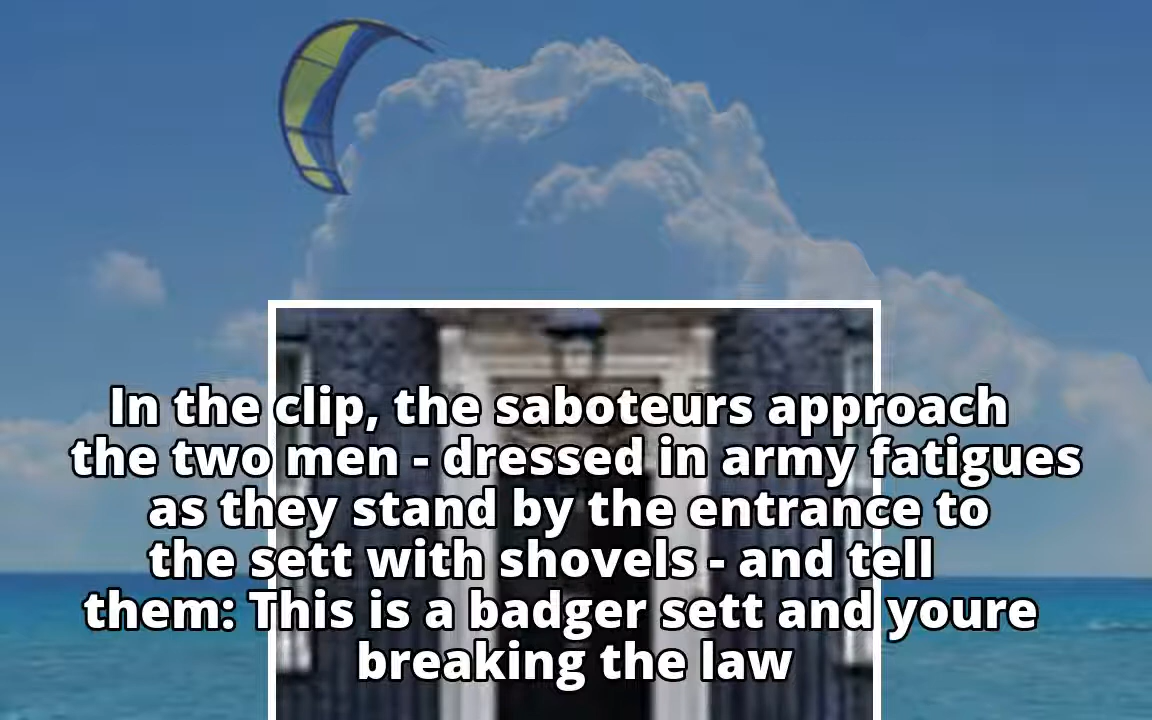 In the clip, the saboteurs approach
the two men - dressed in army fatigues
as they stand by the entrance to
the sett with shovels - and tell
them: This is a badger sett and youre
breaking the law